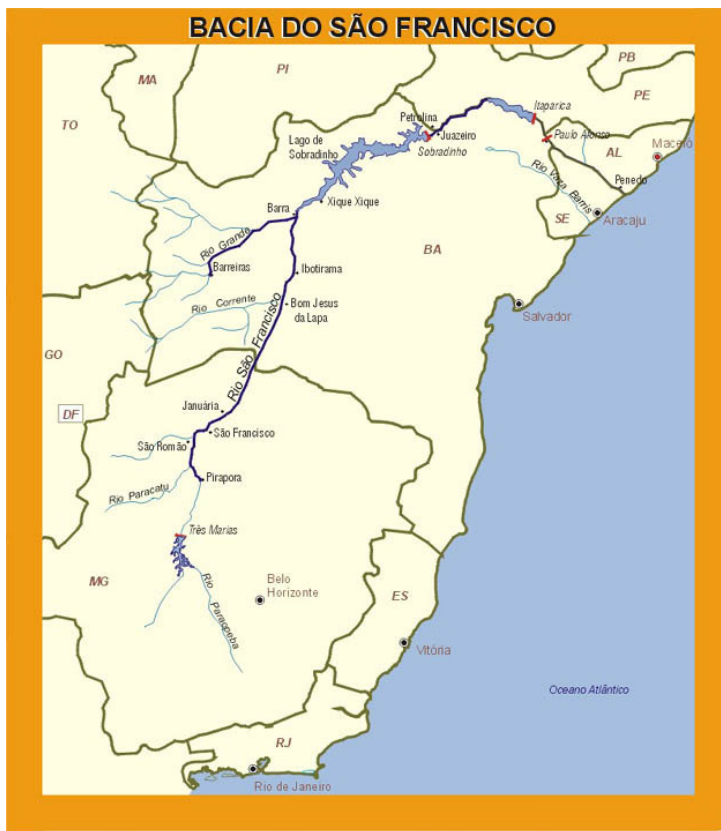 BACIA DO SÃO FRANCISCO
PB
PI
MA
PE
Itaparica
TO
Petrolina
Juazeiro
Paulo Afonso
Lago de
Sobradinho
Sobradinho
AL
Maceió
Rio Vaza Barris
Penedo
Xique Xique
Barra
SE
Aracaju
Rio Grande
BA
Barreiras
Ibotirama
Rio Corrente
Bom Jesus
da Lapa
Salvador
Rio São Francisco
GO
DF
Januária
São Francisco
São Romão
Pirapora
Rio Paracatu
Três Marias
MG
Rio Paraopeba
Belo
Horizonte
ES
Vitória
Oceano Atlântico
RJ
Rio de Janeiro